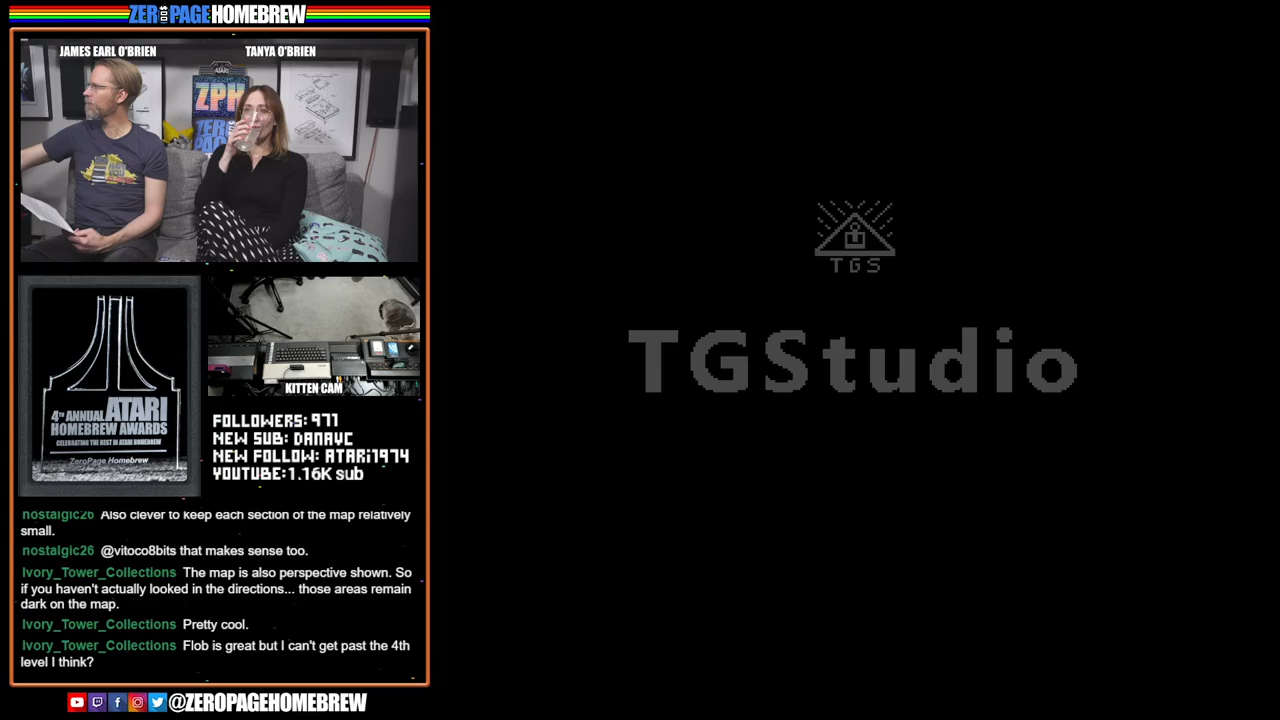 ZEROPAGE HOMEBREW
JAMES EARL O'BRIEN
TANYA O'BRIEN
ATARI
ZPH
ZERO
PAGE
4TH ANNUAL ATARI
HOMEBREW AWARDS
CELEBRATING THE BEST IN ATARI HOMEBREW
ZeroPage Homebrew
KITTEN CAM
FOLLOWERS: 971
NEW SUB: DANAYC
NEW FOLLOW: ATARI1974
YOUTUBE: 1.16K sub
nostalgic26 Also clever to keep each section of the map relatively
small.
nostalgic26 @vitoco8bits that makes sense too.
Ivory_Tower_Collections The map is also perspective shown. So
if you haven't actually looked in the directions... those areas remain
dark on the map.
Ivory_Tower_Collections Pretty cool.
Ivory_Tower_Collections Flob is great but I can't get past the 4th
level I think?
@ZEROPAGEHOMEBREW
TGS
TGStudio